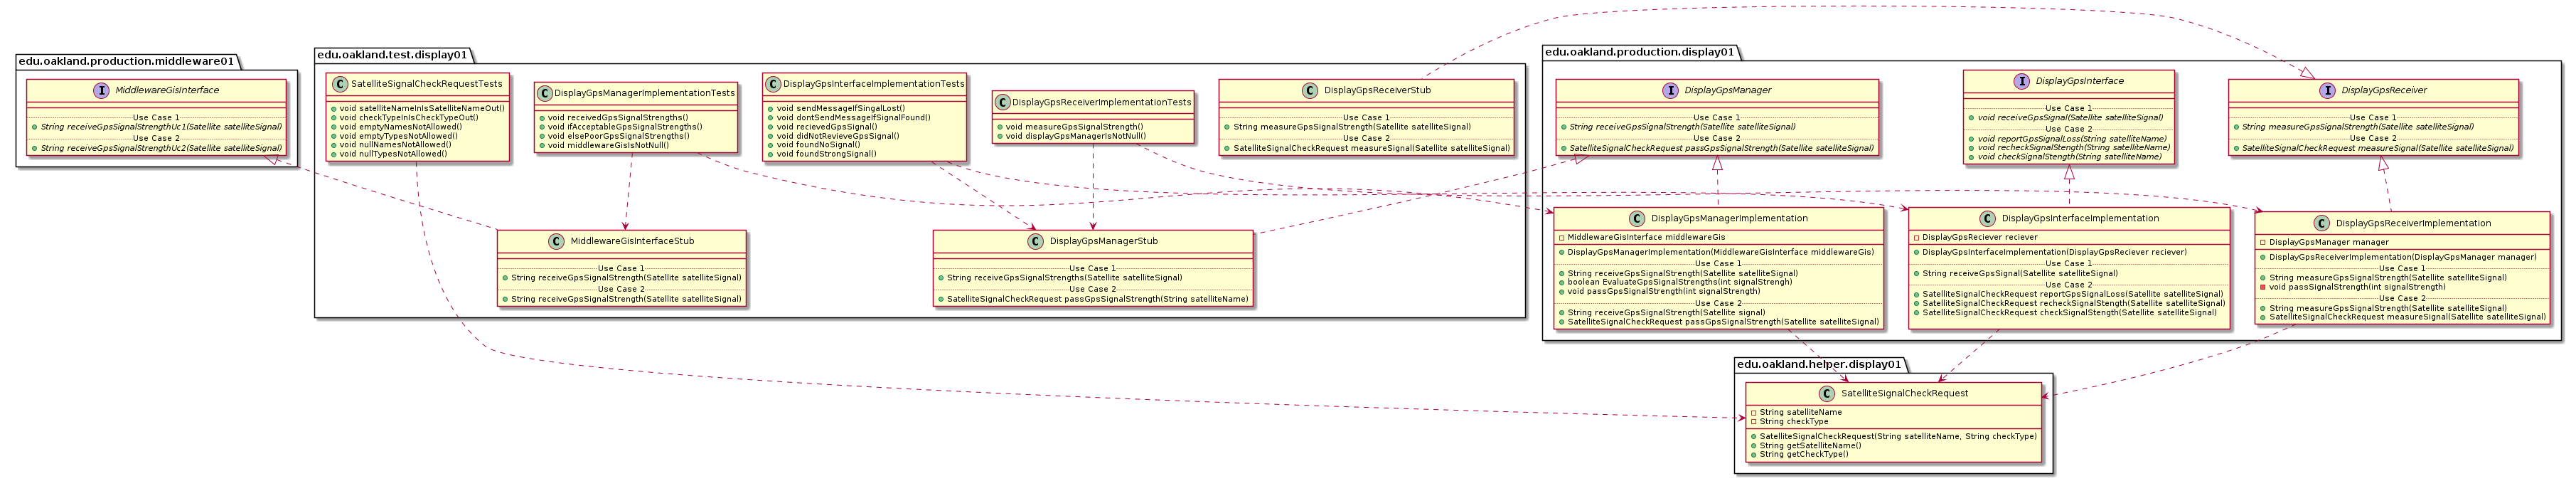 edu.oakland.production.middleware01
I MiddlewareGisInterface
Use Case 1
String receiveGpsSignalStrengthUc1(Satellite satelliteSignal)
Use Case 2
String receiveGpsSignalStrengthUc2(Satellite satelliteSignal)
edu.oakland.test.display01
C SatelliteSignalCheckRequestTests
void satelliteNameInIsSatelliteNameOut()
void checkTypeInIsCheckTypeOut()
void emptyNamesNotAllowed()
void emptyTypesNotAllowed()
void nullNamesNotAllowed()
void nullTypesNotAllowed()
C DisplayGpsManagerImplementationTests
void receivedGpsSignalStrengths()
void ifAcceptableGpsSignalStrengths()
void elsePoorGpsSignalStrengths()
void middlewareGisIsNotNull()
C DisplayGpsInterfaceImplementationTests
void sendMessageIfSingalLost()
void dontSendMessageIfSignalFound()
void recievedGpsSignal()
void didNotRevieveGpsSignal()
void foundNoSignal()
void foundStrongSignal()
C DisplayGpsReceiverImplementationTests
void measureGpsSignalStrength()
void displayGpsManagerIsNotNull()
C DisplayGpsReceiverStub
Use Case 1
String measureGpsSignalStrength(Satellite satelliteSignal)
Use Case 2
SatelliteSignalCheckRequest measureSignal(Satellite satelliteSignal)
C MiddlewareGisInterfaceStub
Use Case 1
String receiveGpsSignalStrength(Satellite satelliteSignal)
Use Case 2
String receiveGpsSignalStrength(Satellite satelliteSignal)
C DisplayGpsManagerStub
Use Case 1
String receiveGpsSignalStrengths(Satellite satelliteSignal)
Use Case 2
SatelliteSignalCheckRequest passGpsSignalStrength(String satelliteName)
edu.oakland.production.display01
I DisplayGpsManager
Use Case 1
String receiveGpsSignalStrength(Satellite satelliteSignal)
Use Case 2
SatelliteSignalCheckRequest passGpsSignalStrength(Satellite satelliteSignal)
I DisplayGpsInterface
Use Case 1
void receiveGpsSignal(Satellite satelliteSignal)
Use Case 2
void reportGpsSignalLoss(String satelliteName)
void recheckSignalStength(String satelliteName)
void checkSignalStength(String satelliteName)
I DisplayGpsReceiver
Use Case 1
String measureGpsSignalStrength(Satellite satelliteSignal)
Use Case 2
SatelliteSignalCheckRequest measureSignal(Satellite satelliteSignal)
C DisplayGpsManagerImplementation
MiddlewareGisInterface middlewareGis
DisplayGpsManagerImplementation(MiddlewareGisInterface middlewareGis)
Use Case 1
String receiveGpsSignalStrength(Satellite satelliteSignal)
boolean EvaluateGpsSignalStrengths(int signalStrengh)
void passGpsSignalStrength(int signalStrength)
Use Case 2
String receiveGpsSignalStrength(Satellite signal)
SatelliteSignalCheckRequest passGpsSignalStrength(Satellite satelliteSignal)
C DisplayGpsInterfaceImplementation
DisplayGpsReciever reciever
DisplayGpsInterfaceImplementation(DisplayGpsReciever reciever)
Use Case 1
String receiveGpsSignal(Satellite satelliteSignal)
Use Case 2
SatelliteSignalCheckRequest reportGpsSignalLoss(Satellite satelliteSignal)
SatelliteSignalCheckRequest recheckSignalStength(Satellite satelliteSignal)
SatelliteSignalCheckRequest checkSignalStength(Satellite satelliteSignal)
C DisplayGpsReceiverImplementation
DisplayGpsManager manager
DisplayGpsReceiverImplementation(DisplayGpsManager manager)
Use Case 1
String measureGpsSignalStrength(Satellite satelliteSignal)
void passSignalStrength(int signalStrength)
Use Case 2
String measureGpsSignalStrength(Satellite satelliteSignal)
SatelliteSignalCheckRequest measureSignal(Satellite satelliteSignal)
edu.oakland.helper.display01
C SatelliteSignalCheckRequest
String satelliteName
String checkType
SatelliteSignalCheckRequest(String satelliteName, String checkType)
String getSatelliteName()
String getCheckType()